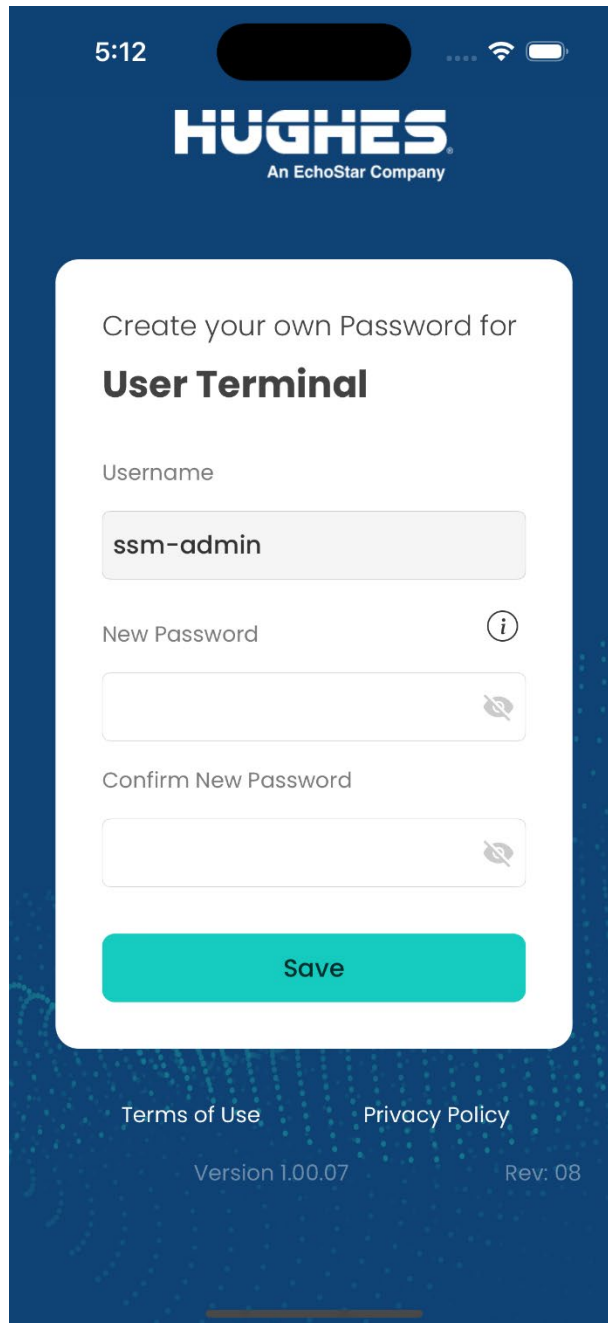 5:12
HUGHES®
An EchoStar Company
Create your own Password for
User Terminal
Username
ssm-admin
New Password
i
Confirm New Password
Save
Terms of Use Privacy Policy
Version 1.00.07 Rev: 08